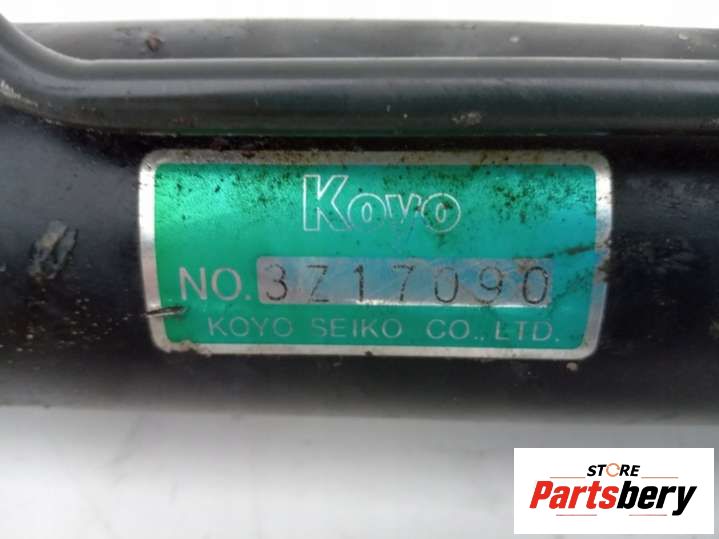 Koyo
NO. 3Z17090
KOYO SEIKO CO., LTD.
STORE
Partsbery